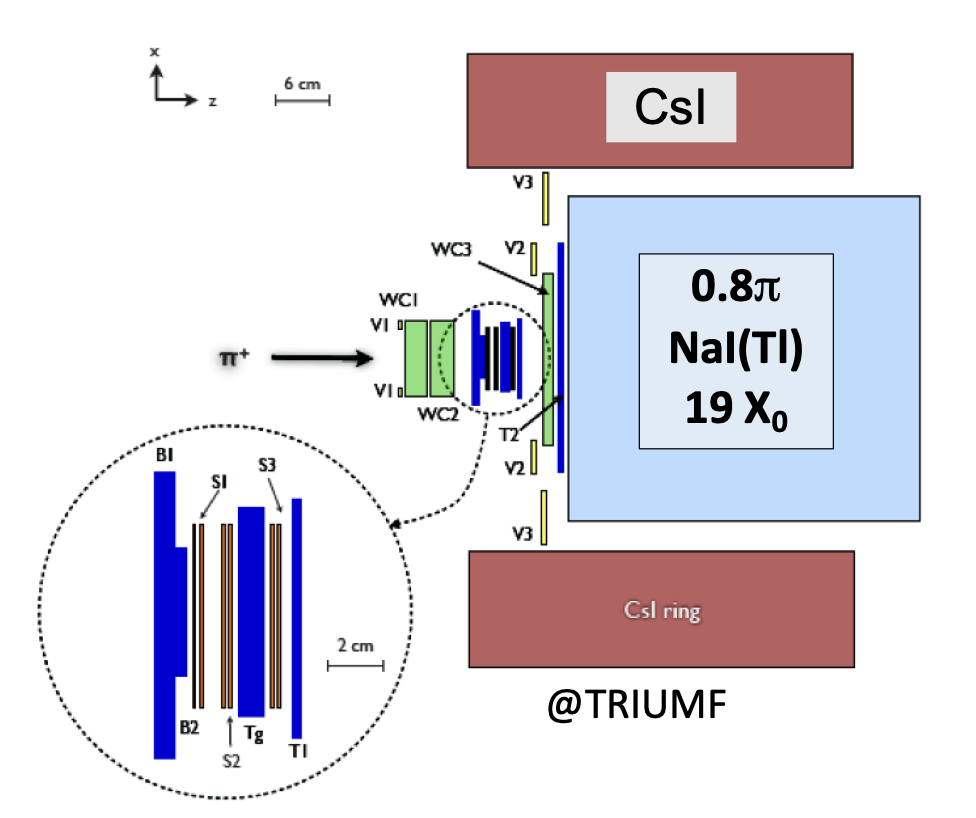 x
z
6 cm
CsI
V3
V2
WC3
WC1
V1
π+
V1
WC2
T2
V2
V3
0.8π
NaI(Tl)
19 X0
B1
S1
S3
2 cm
B2
S2
Tg
T1
CsI ring
@TRIUMF